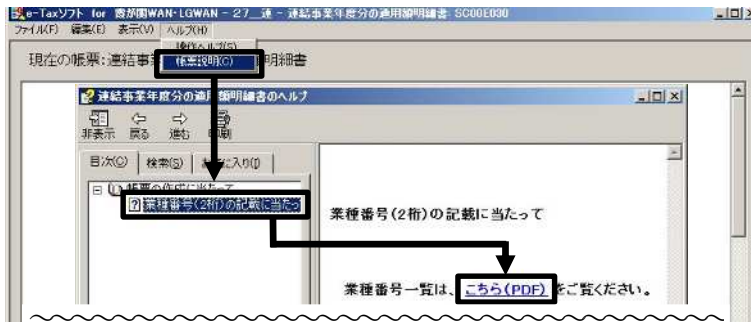 e-Taxソフト for 霞が関WAN・LGWAN - 27__連 - 連結事業年度分の適用額明細書: SC00E030
ファイル(F) 編集(E) 表示(V) ヘルプ(H)
操作ヘルプ(S)
現在の帳票:連結事 帳票説明(C) 明細書
連結事業年度分の適用額明細書のヘルプ
非表示 戻る 進む 印刷
目次(C) 検索(S) お気に入り(I)
帳票の作成に当たって
業種番号(2桁)の記載に当たっ
業種番号(2桁)の記載に当たって
業種番号一覧は、こちら(PDF)をご覧ください。